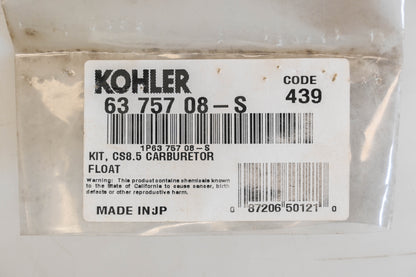 KOHLER CODE
63 757 08-S 439
1P63 757 08-S
KIT, CS8.5 CARBURETOR
FLOAT
Warning: This product contains chemicals known
to the State of California to cause cancer, birth
defects or other reproductive harm.
MADE IN:JP 0 87206 50121 0